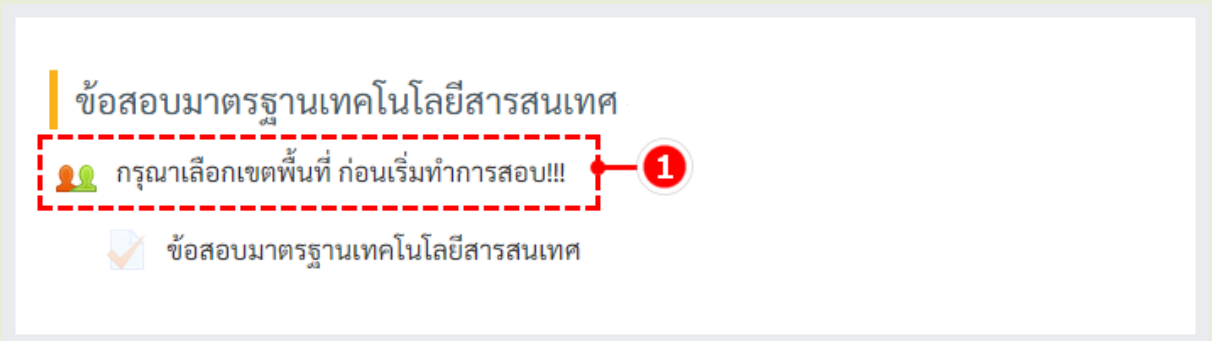 ข้อสอบมาตรฐานเทคโนโลยีสารสนเทศ
กรุณาเลือกเขตพื้นที่ ก่อนเริ่มทำการสอบ!!!
1
ข้อสอบมาตรฐานเทคโนโลยีสารสนเทศ